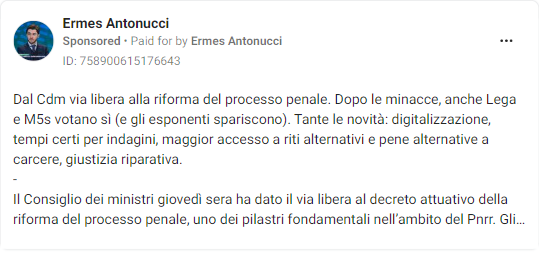 Ermes Antonucci
Sponsored • Paid for by Ermes Antonucci
ID: 758900615176643
Dal Cdm via libera alla riforma del processo penale. Dopo le minacce, anche Lega
e M5s votano sì (e gli esponenti spariscono). Tante le novità: digitalizzazione,
tempi certi per indagini, maggior accesso a riti alternativi e pene alternative a
carcere, giustizia riparativa.
-
Il Consiglio dei ministri giovedì sera ha dato il via libera al decreto attuativo della
riforma del processo penale, uno dei pilastri fondamentali nell'ambito del Pnrr. Gli...